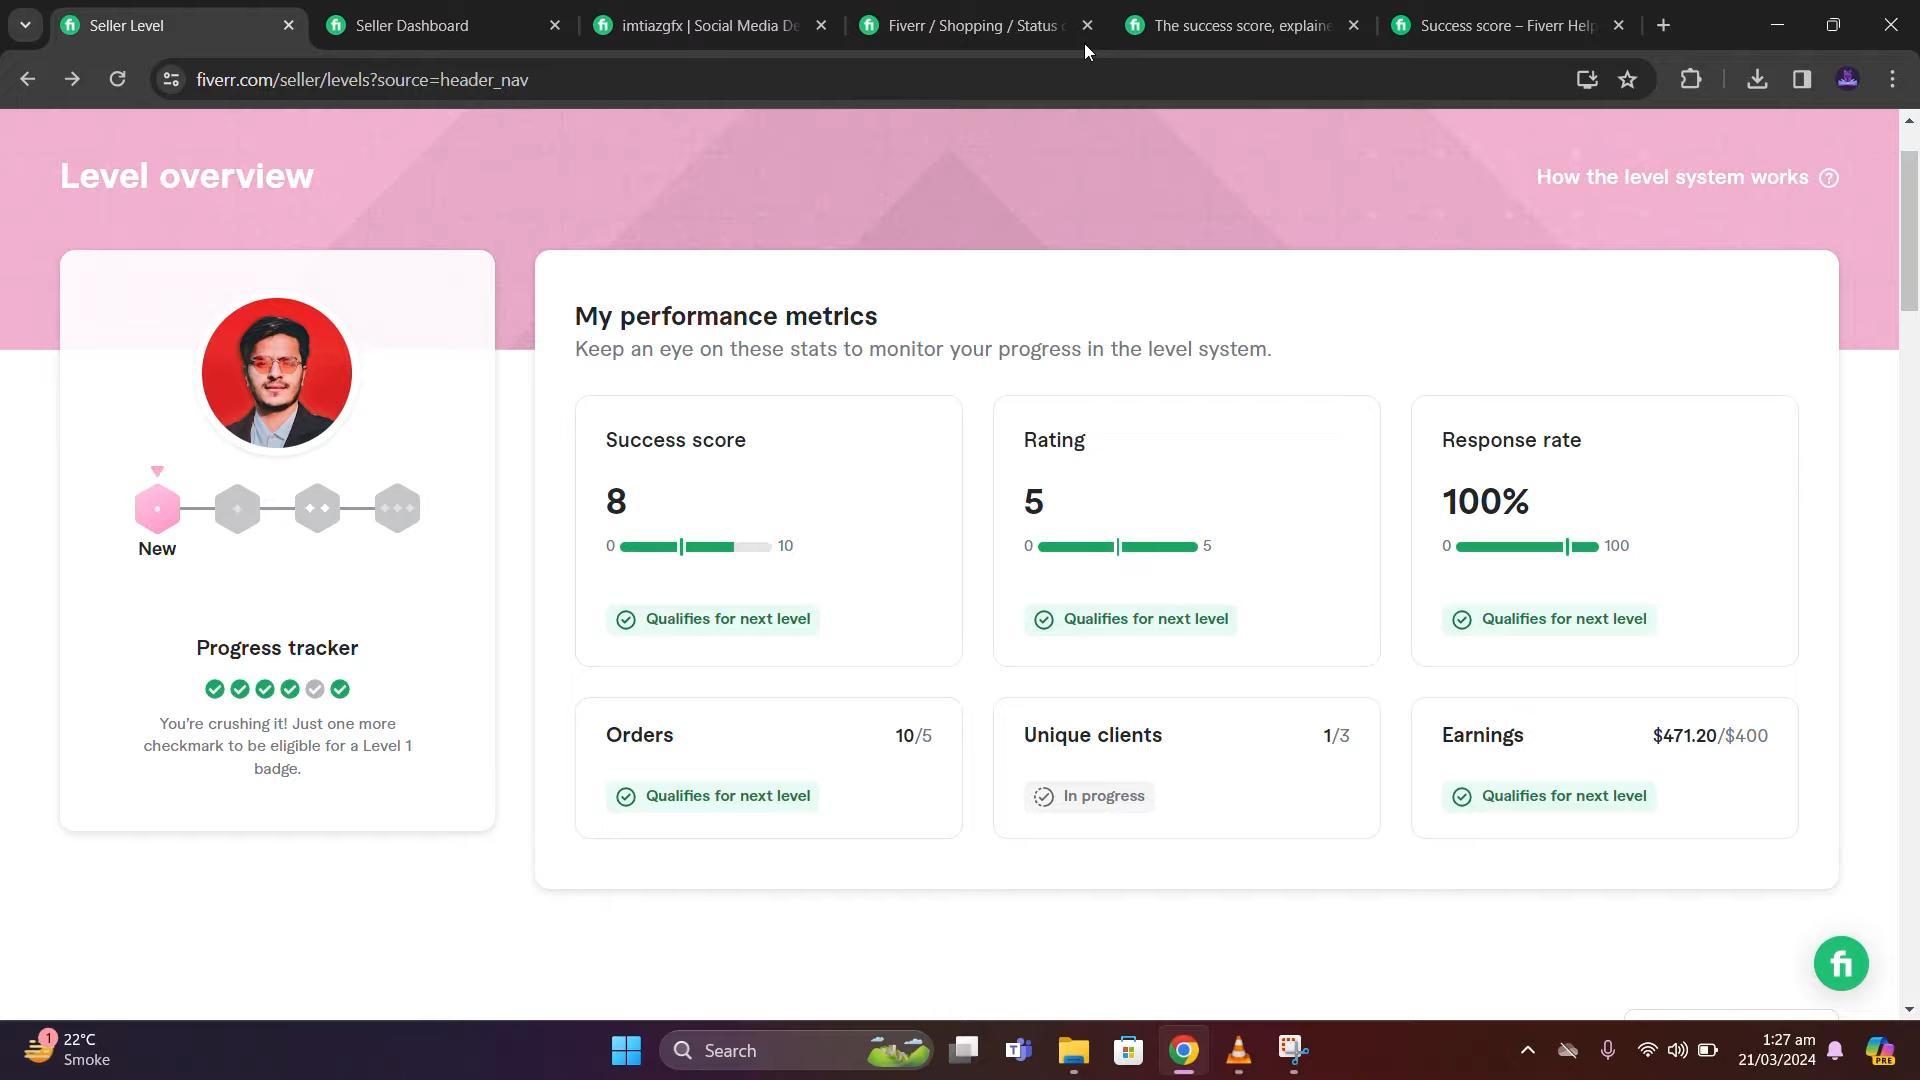 Seller Level
Seller Dashboard
imtiazgfx | Social Media De
Fiverr / Shopping / Status
The success score, explaine
Success score – Fiverr Help
fiverr.com/seller/levels?source=header_nav
Level overview
How the level system works ?
New
Progress tracker
You're crushing it! Just one more
checkmark to be eligible for a Level 1
badge.
My performance metrics
Keep an eye on these stats to monitor your progress in the level system.
Success score
8
0 10
Qualifies for next level
Rating
5
0 5
Qualifies for next level
Response rate
100%
0 100
Qualifies for next level
Orders 10/5
Qualifies for next level
Unique clients 1/3
In progress
Earnings $471.20/$400
Qualifies for next level
fi
1
22°C
Smoke
Search
1:27 am
21/03/2024
PRE